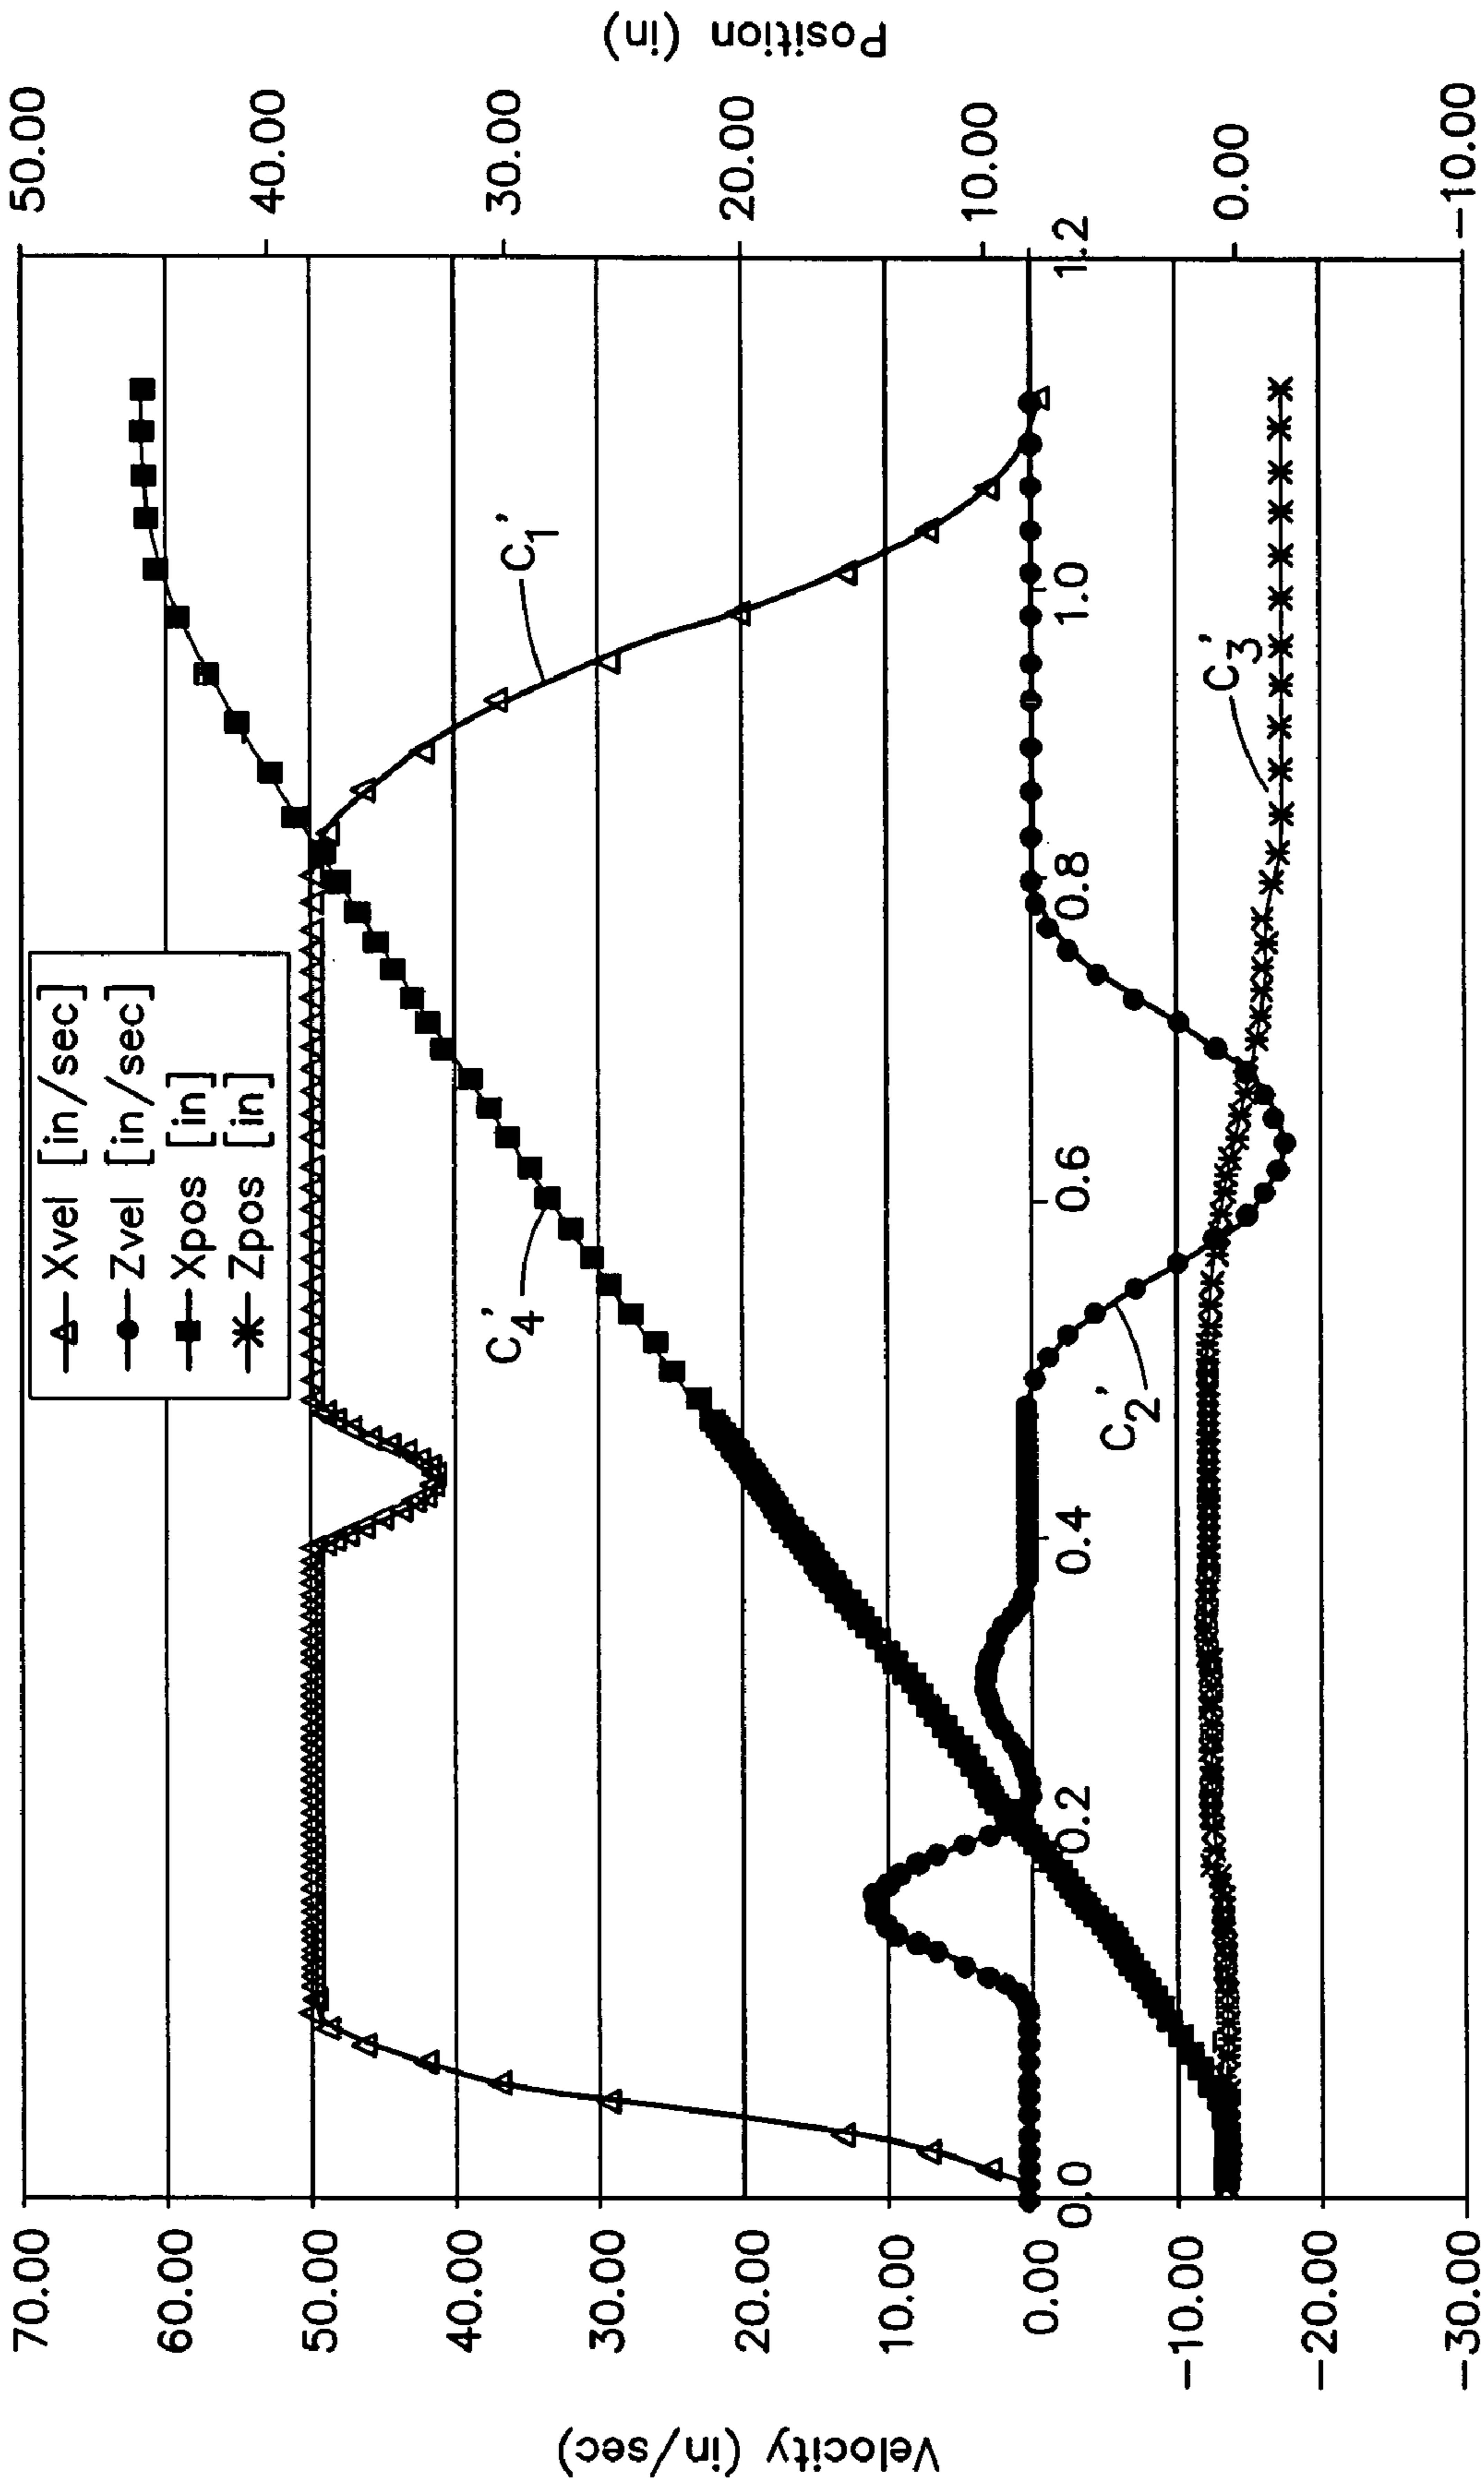 Velocity (in/sec)
70.00
60.00
50.00
40.00
30.00
20.00
10.00
0.00
-10.00
-20.00
-30.00
Xvel [in/sec]
Zvel [in/sec]
Xpos [in]
Zpos [in]
C4'
C1'
C2'
C3'
0.0
0.2
0.4
0.6
0.8
1.0
1.2
50.00
40.00
30.00
20.00
10.00
0.00
-10.00
Position (in)